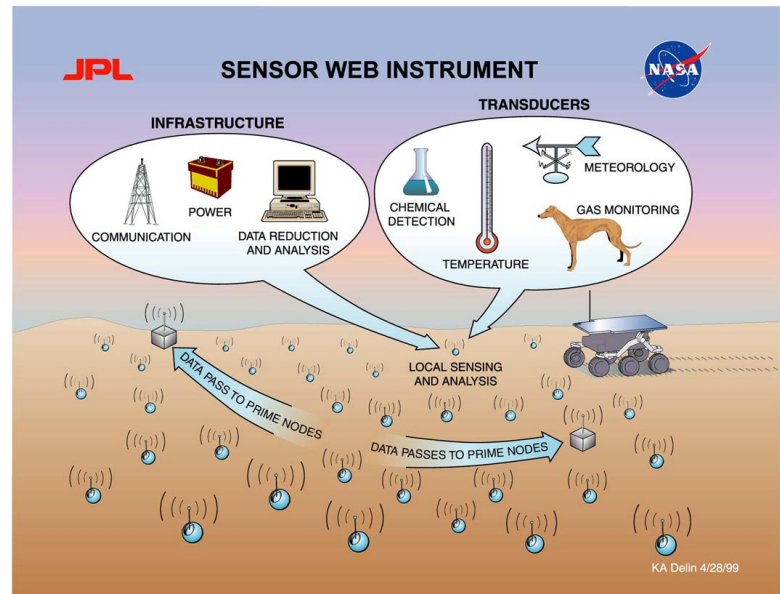 JPL
SENSOR WEB INSTRUMENT
NASA
INFRASTRUCTURE
TRANSDUCERS
COMMUNICATION
POWER
DATA REDUCTION
AND ANALYSIS
CHEMICAL
DETECTION
TEMPERATURE
METEOROLOGY
GAS MONITORING
LOCAL SENSING
AND ANALYSIS
DATA PASS TO PRIME NODES
DATA PASSES TO PRIME NODES
KA Delin 4/28/99